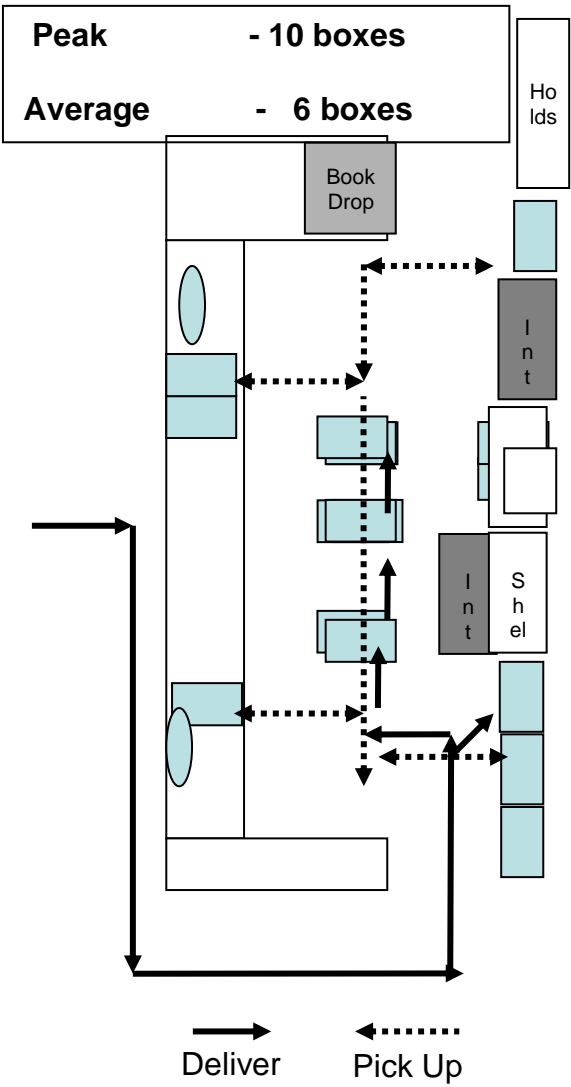 Peak - 10 boxes
Average - 6 boxes
Ho
lds
Book
Drop
I
n
t
I
n
t
S
h
el
Deliver
Pick Up